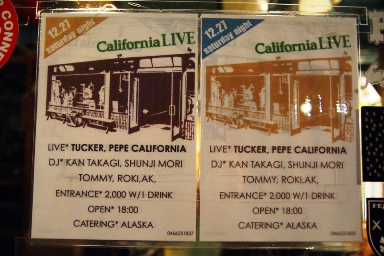 12.27
saturday night
California LIVE
LIVE* TUCKER, PEPE CALIFORNIA
DJ* KAN TAKAGI, SHUNJI MORI
TOMMY, ROKI,AK,
ENTRANCE* 2,000 W/1 DRINK
OPEN* 18:00
CATERING* ALASKA
0466351837
12.27
saturday night
California LIVE
LIVE* TUCKER, PEPE CALIFORNIA
DJ* KAN TAKAGI, SHUNJI MORI
TOMMY, ROKI,AK,
ENTRANCE* 2,000 W/1 DRINK
OPEN* 18:00
CATERING* ALASKA
0466351837